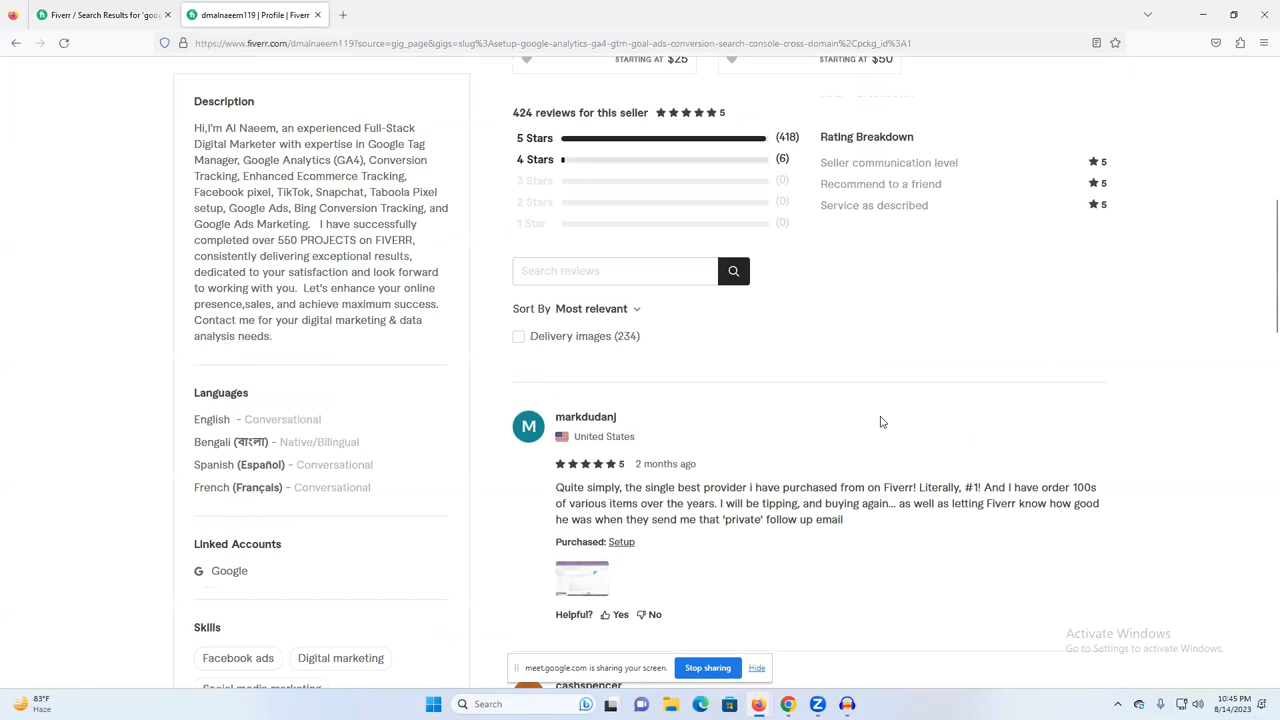 Fiverr / Search Results for 'goo
dmalnaeem119 | Profile | Fiverr
https://www.fiverr.com/dmalnaeem119?source=gig_page&gigs=slug%3Asetup-google-analytics-ga4-gtm-goal-ads-conversion-search-console-cross-domain%2Cpckg_id%3A1
STARTING AT $25
STARTING AT $50
Description
Hi,I'm Al Naeem, an experienced Full-Stack
Digital Marketer with expertise in Google Tag
Manager, Google Analytics (GA4), Conversion
Tracking, Enhanced Ecommerce Tracking,
Facebook pixel, TikTok, Snapchat, Taboola Pixel
setup, Google Ads, Bing Conversion Tracking, and
Google Ads Marketing. I have successfully
completed over 550 PROJECTS on FIVERR,
consistently delivering exceptional results,
dedicated to your satisfaction and look forward
to working with you. Let's enhance your online
presence,sales, and achieve maximum success.
Contact me for your digital marketing & data
analysis needs.
Languages
English - Conversational
Bengali (বাংলা) - Native/Bilingual
Spanish (Español) - Conversational
French (Français) - Conversational
Linked Accounts
Google
Skills
Facebook ads
Digital marketing
Social media marketing
424 reviews for this seller ★★★★★ 5
5 Stars (418)
4 Stars (6)
3 Stars (0)
2 Stars (0)
1 Star (0)
Rating Breakdown
Seller communication level ★ 5
Recommend to a friend ★ 5
Service as described ★ 5
Search reviews
Sort By Most relevant
Delivery images (234)
M
markdudanj
United States
★★★★★ 5 2 months ago
Quite simply, the single best provider i have purchased from on Fiverr! Literally, #1! And I have order 100s
of various items over the years. I will be tipping, and buying again... as well as letting Fiverr know how good
he was when they send me that 'private' follow up email
Purchased: Setup
Helpful? Yes No
cashspencer
meet.google.com is sharing your screen.
Stop sharing
Hide
Activate Windows
Go to Settings to activate Windows.
83°F
Haze
Search
10:45 PM
8/14/2023